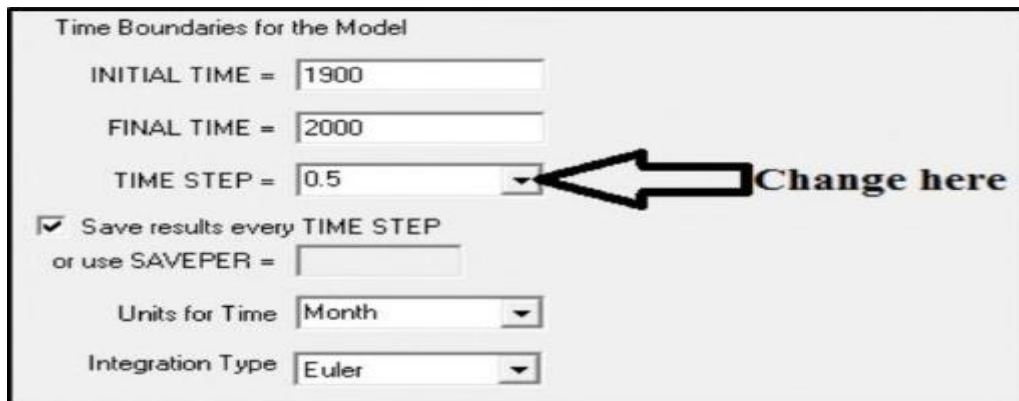 Time Boundaries for the Model
INITIAL TIME = 1900
FINAL TIME = 2000
TIME STEP = 0.5 Change here
Save results every TIME STEP
or use SAVEPER =
Units for Time Month
Integration Type Euler